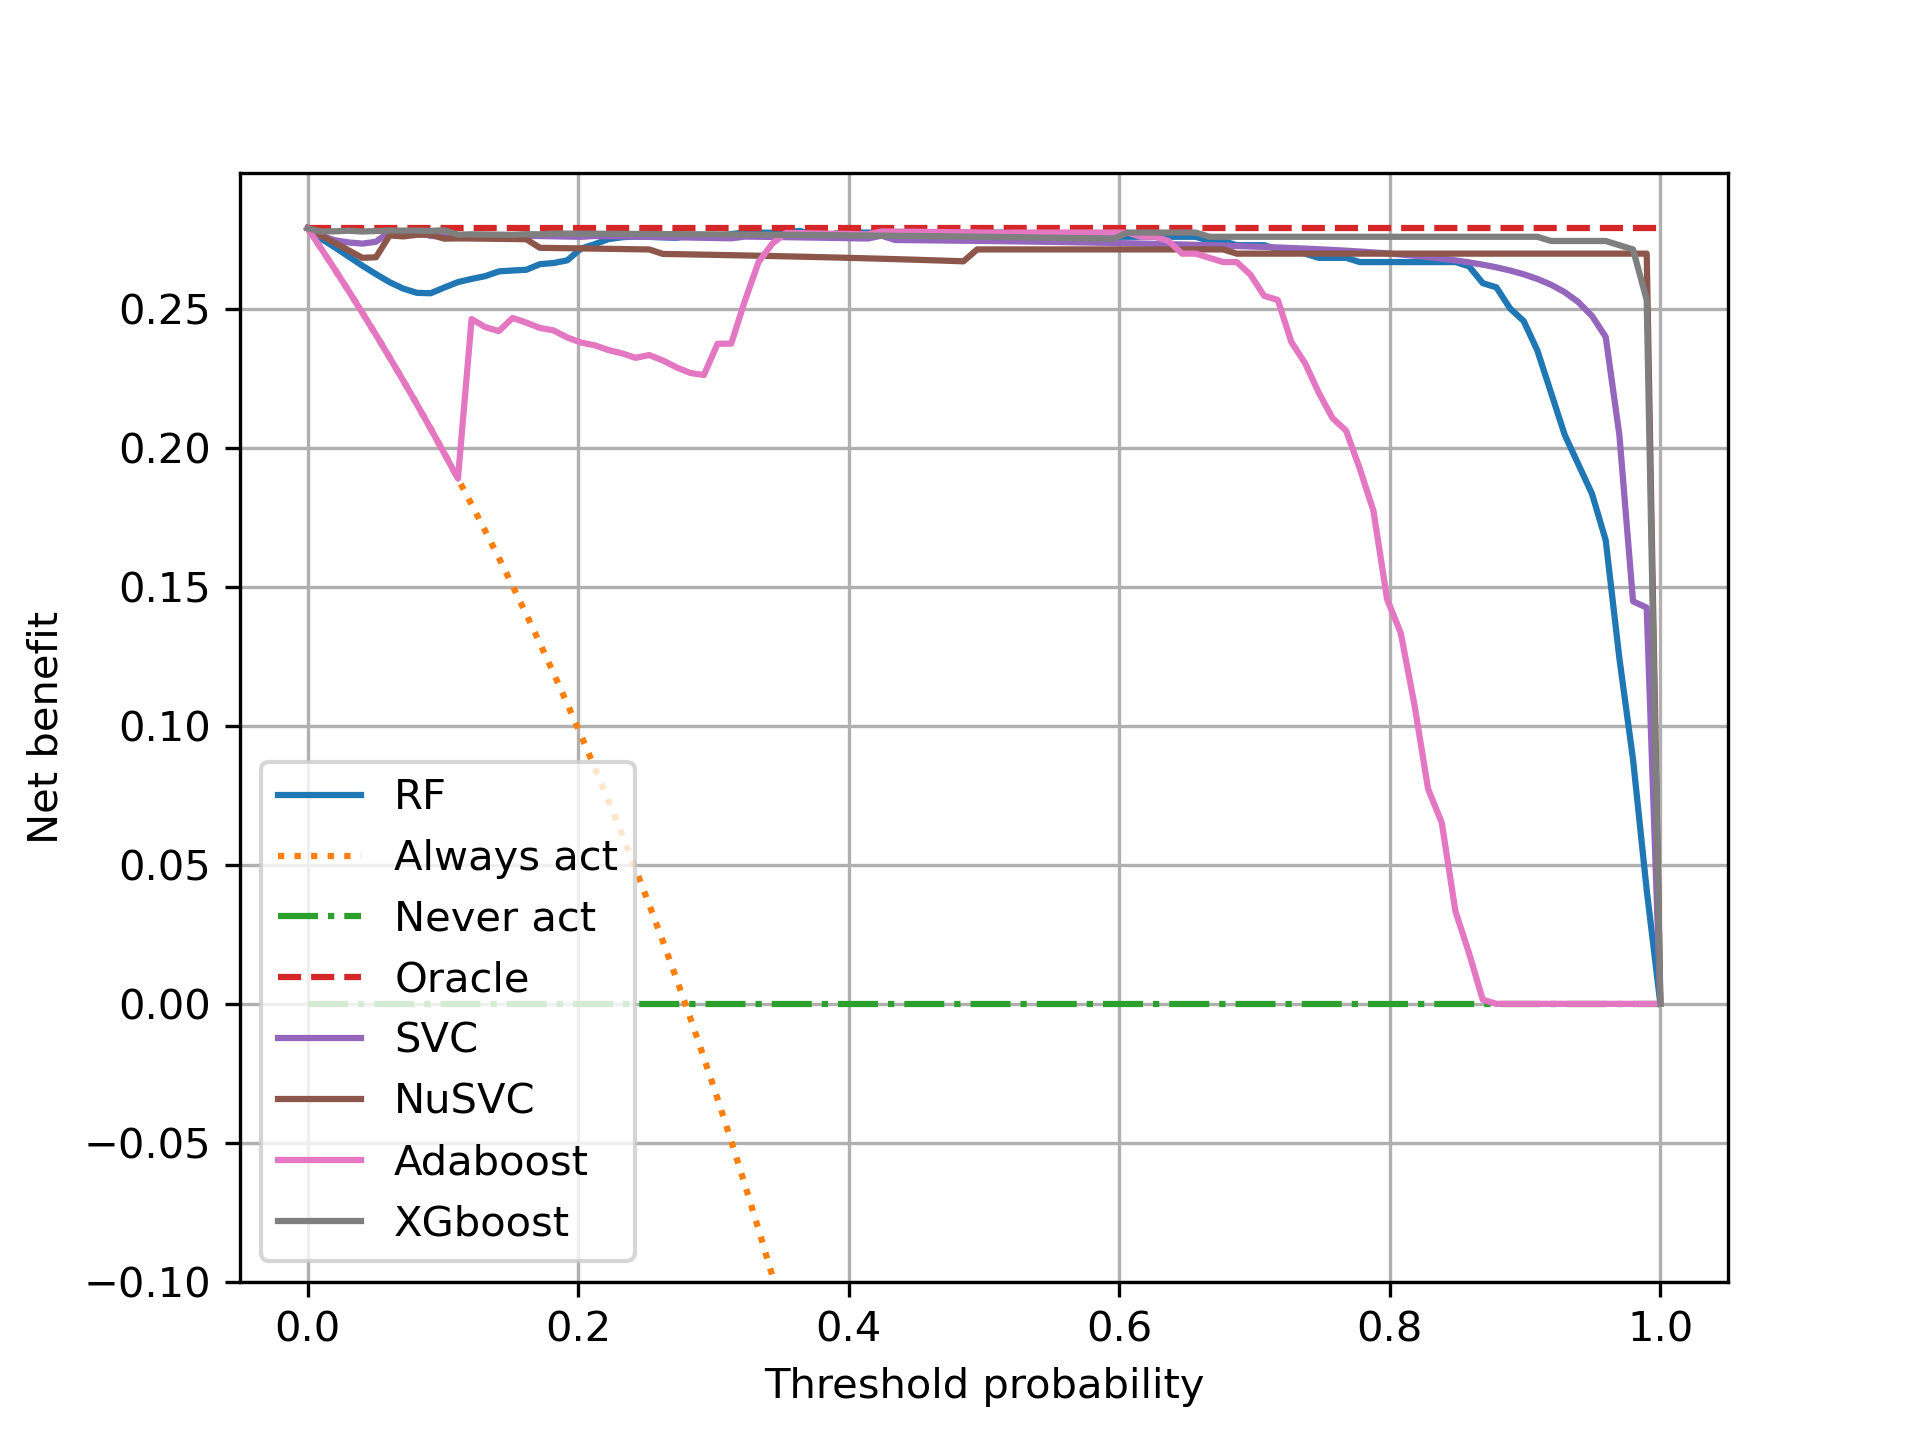 Net benefit
0.25
0.20
0.15
0.10
0.05
0.00
−0.05
−0.10
RF
Always act
Never act
Oracle
SVC
NuSVC
Adaboost
XGboost
0.0 0.2 0.4 0.6 0.8 1.0
Threshold probability